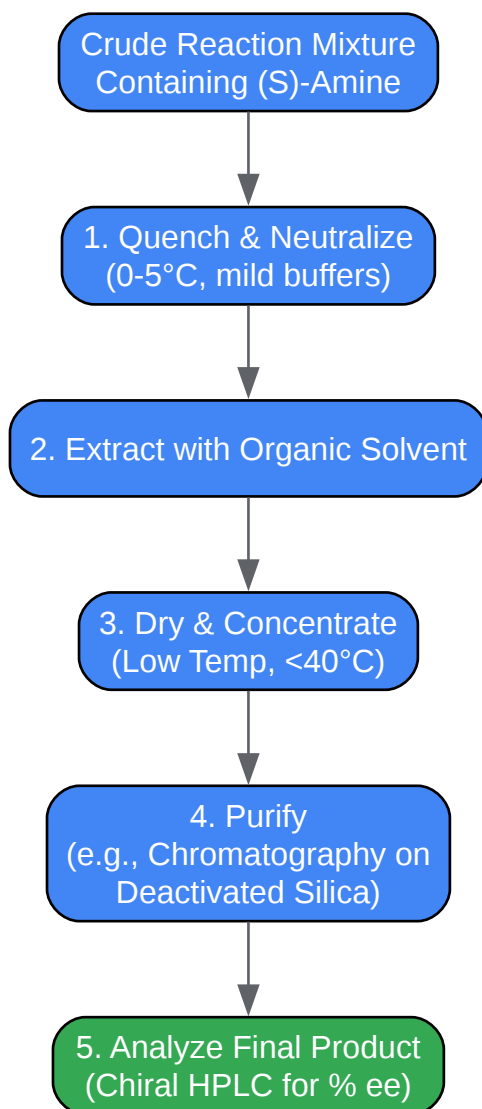 Crude Reaction Mixture
Containing (S)-Amine
1. Quench & Neutralize
(0-5°C, mild buffers)
2. Extract with Organic Solvent
3. Dry & Concentrate
(Low Temp, <40°C)
4. Purify
(e.g., Chromatography on
Deactivated Silica)
5. Analyze Final Product
(Chiral HPLC for % ee)